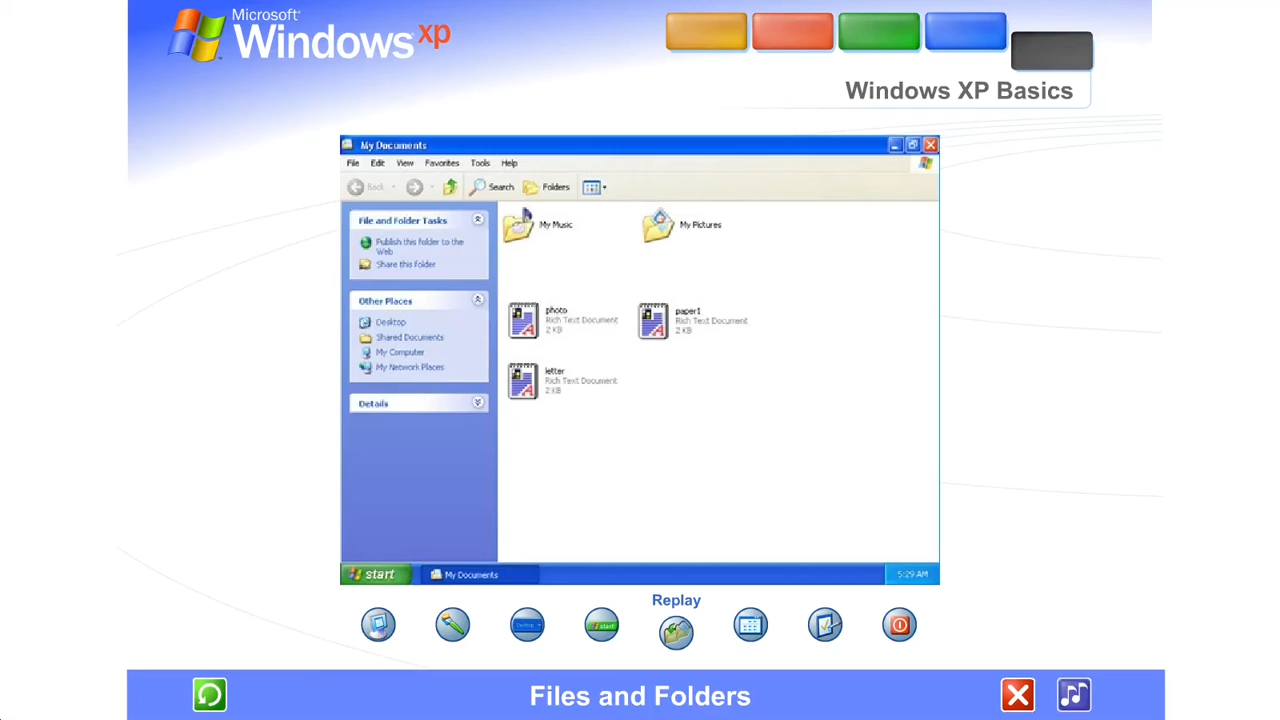 Microsoft
Windows xp
Windows XP Basics
My Documents
File Edit View Favorites Tools Help
Back Search Folders
File and Folder Tasks
Publish this folder to the
Web
Share this folder
Other Places
Desktop
Shared Documents
My Computer
My Network Places
Details
My Music
My Pictures
photo
Rich Text Document
2 KB
paper1
Rich Text Document
2 KB
letter
Rich Text Document
2 KB
start
My Documents
5:29 AM
Replay
Desktop
start
Files and Folders